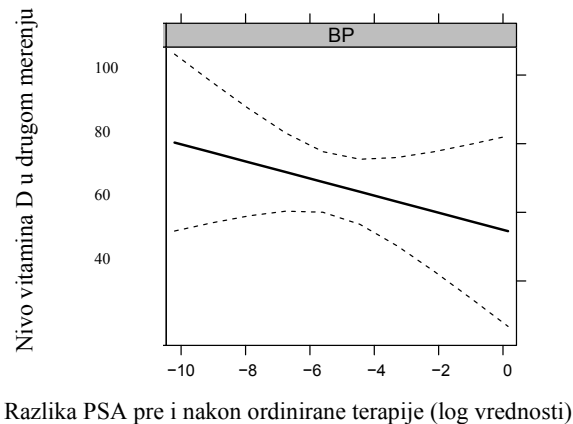 Nivo vitamina D u drugom merenju
BP
100
80
60
40
−10 −8 −6 −4 −2 0
Razlika PSA pre i nakon ordinirane terapije (log vrednosti)